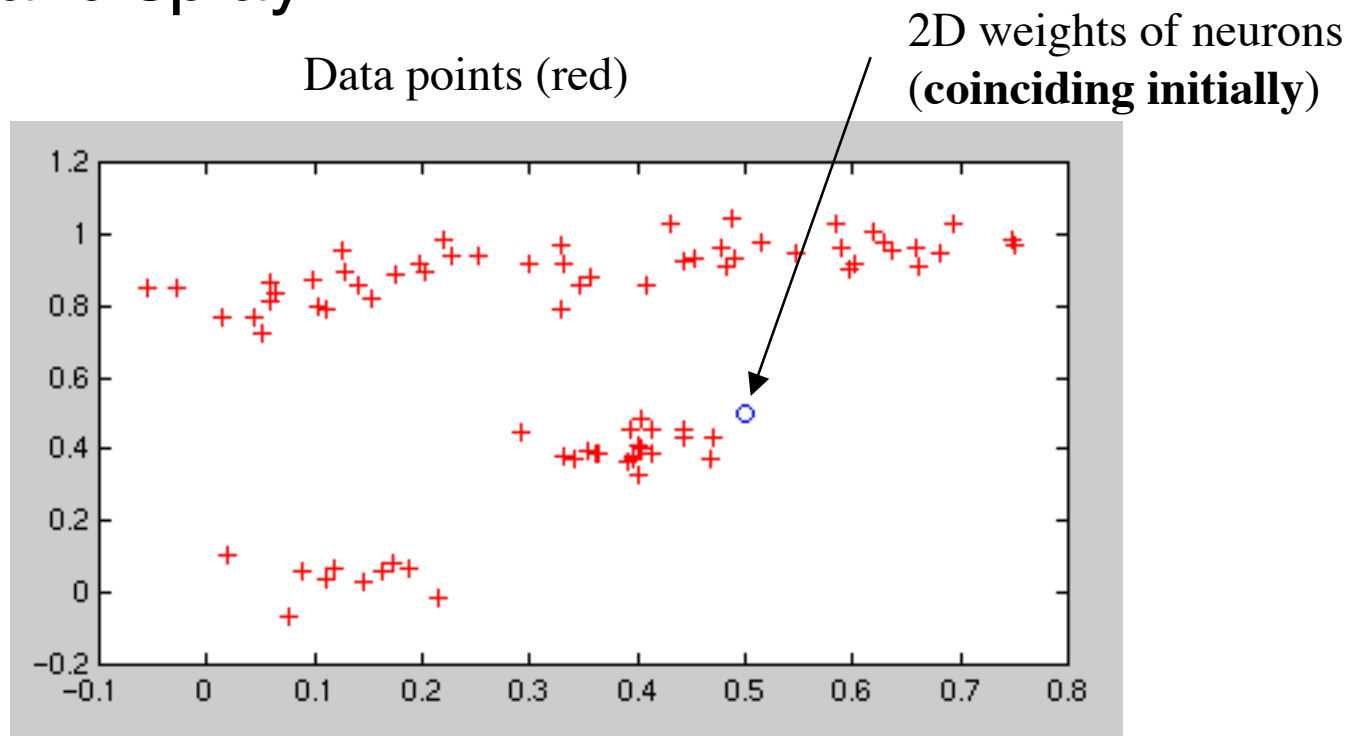 Data points (red)
2D weights of neurons
(coinciding initially)
1.2
1
0.8
0.6
0.4
0.2
0
−0.2
−0.1 0 0.1 0.2 0.3 0.4 0.5 0.6 0.7 0.8